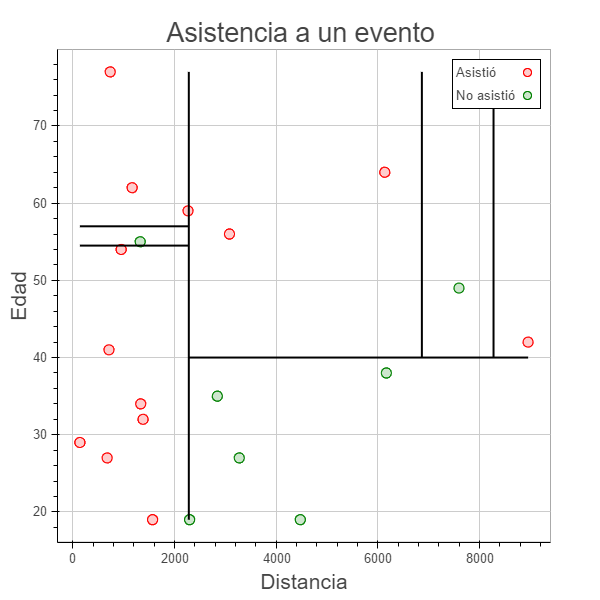 Asistencia a un evento
Asistió
No asistió
70
60
50
40
30
20
Edad
0 2000 4000 6000 8000
Distancia